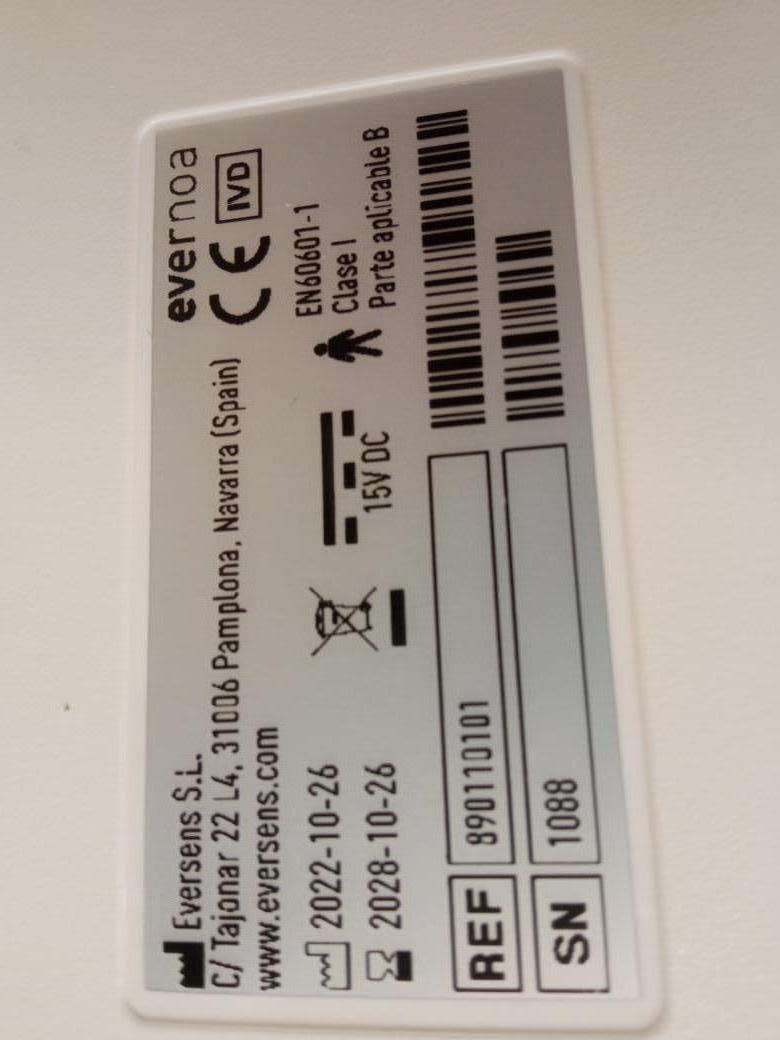 Eversens S.L.
C/ Tajonar 22 L4, 31006 Pamplona, Navarra (Spain)
www.eversens.com
evernoa
CE IVD
2022-10-26
2028-10-26
15V DC
EN60601-1
Clase I
Parte aplicable B
REF 890110101
SN 1088